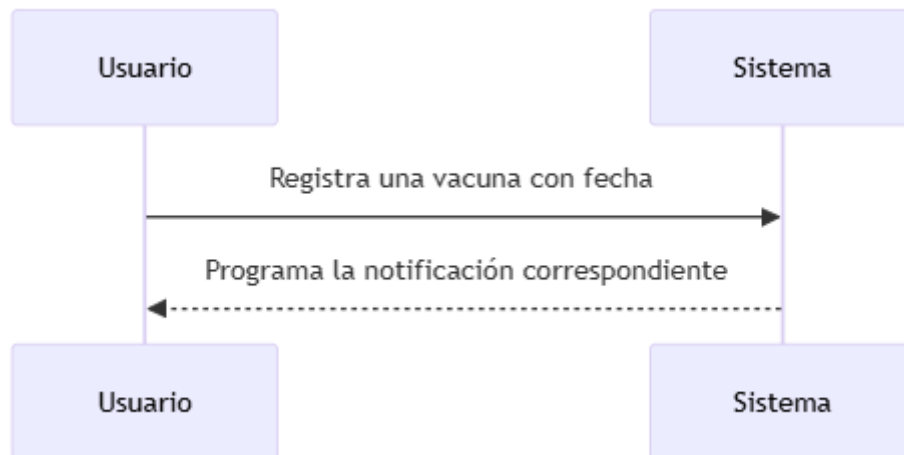 Usuario
Sistema
Registra una vacuna con fecha
Programa la notificación correspondiente
Usuario
Sistema